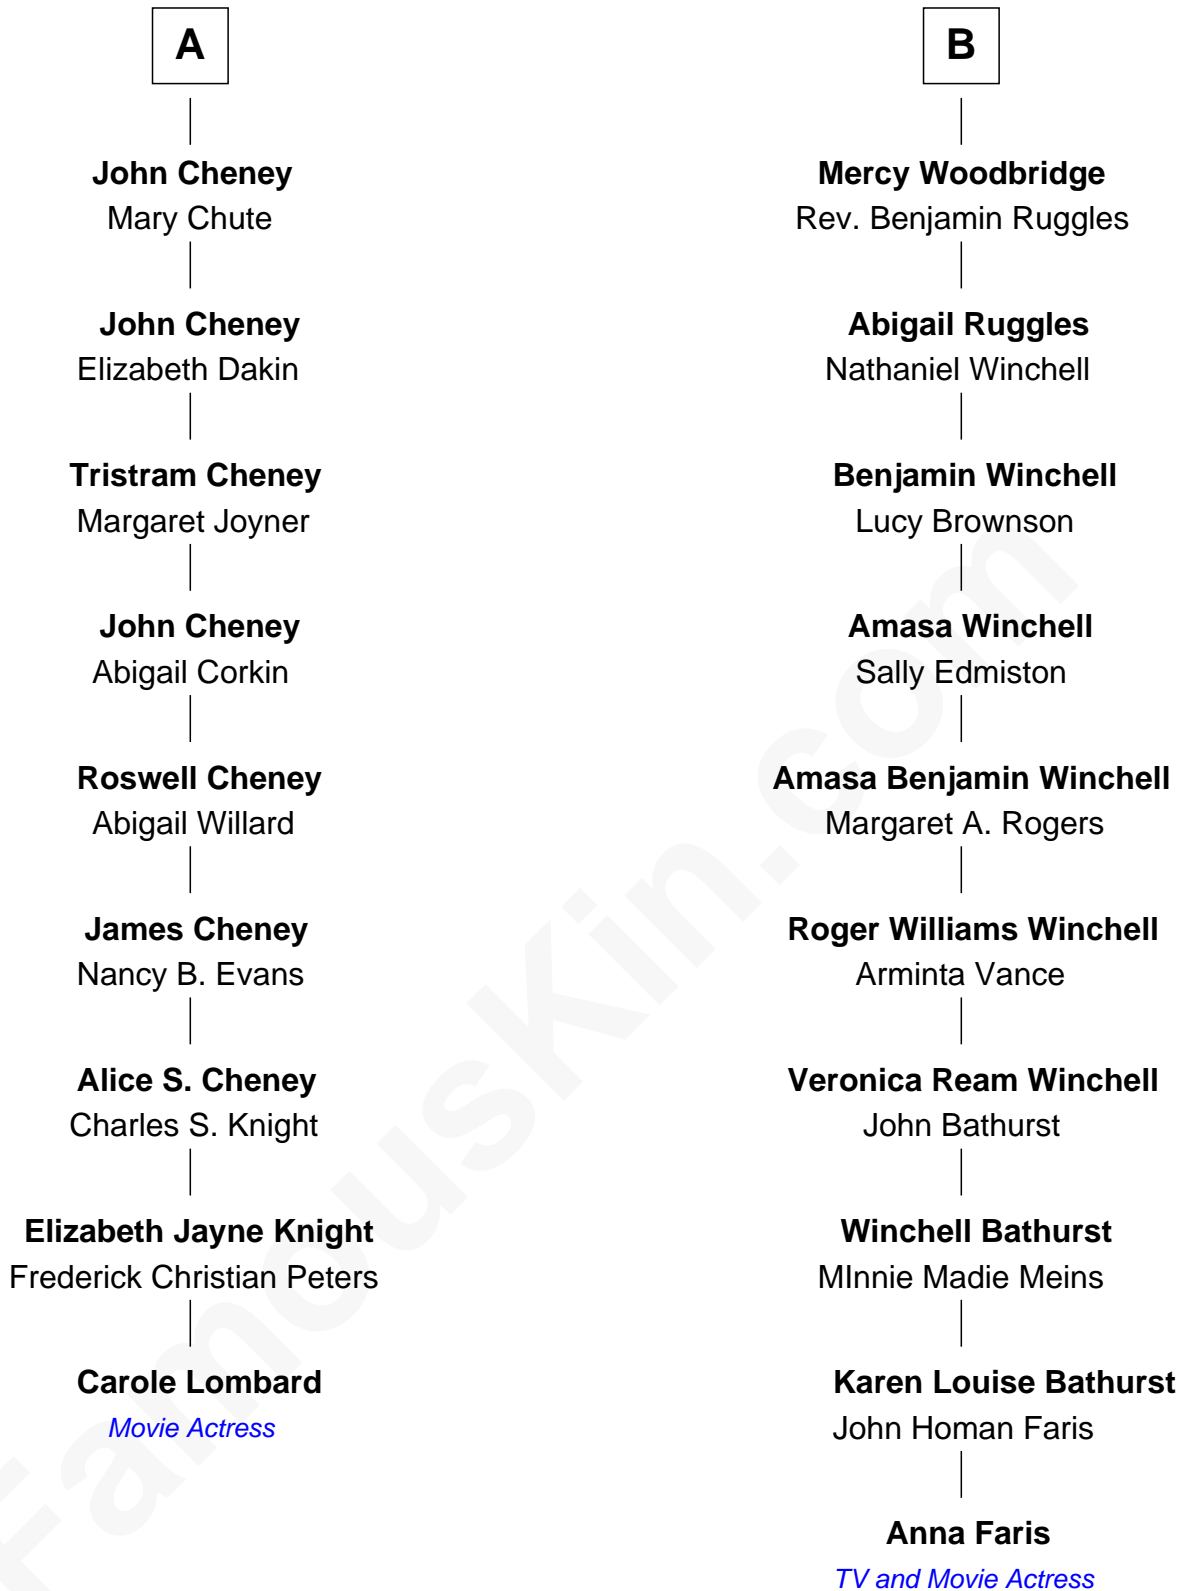 A
John Cheney
Mary Chute
John Cheney
Elizabeth Dakin
Tristram Cheney
Margaret Joyner
John Cheney
Abigail Corkin
Roswell Cheney
Abigail Willard
James Cheney
Nancy B. Evans
Alice S. Cheney
Charles S. Knight
Elizabeth Jayne Knight
Frederick Christian Peters
Carole Lombard
Movie Actress
B
Mercy Woodbridge
Rev. Benjamin Ruggles
Abigail Ruggles
Nathaniel Winchell
Benjamin Winchell
Lucy Brownson
Amasa Winchell
Sally Edmiston
Amasa Benjamin Winchell
Margaret A. Rogers
Roger Williams Winchell
Arminta Vance
Veronica Ream Winchell
John Bathurst
Winchell Bathurst
MInnie Madie Meins
Karen Louise Bathurst
John Homan Faris
Anna Faris
TV and Movie Actress
FamousKin.com